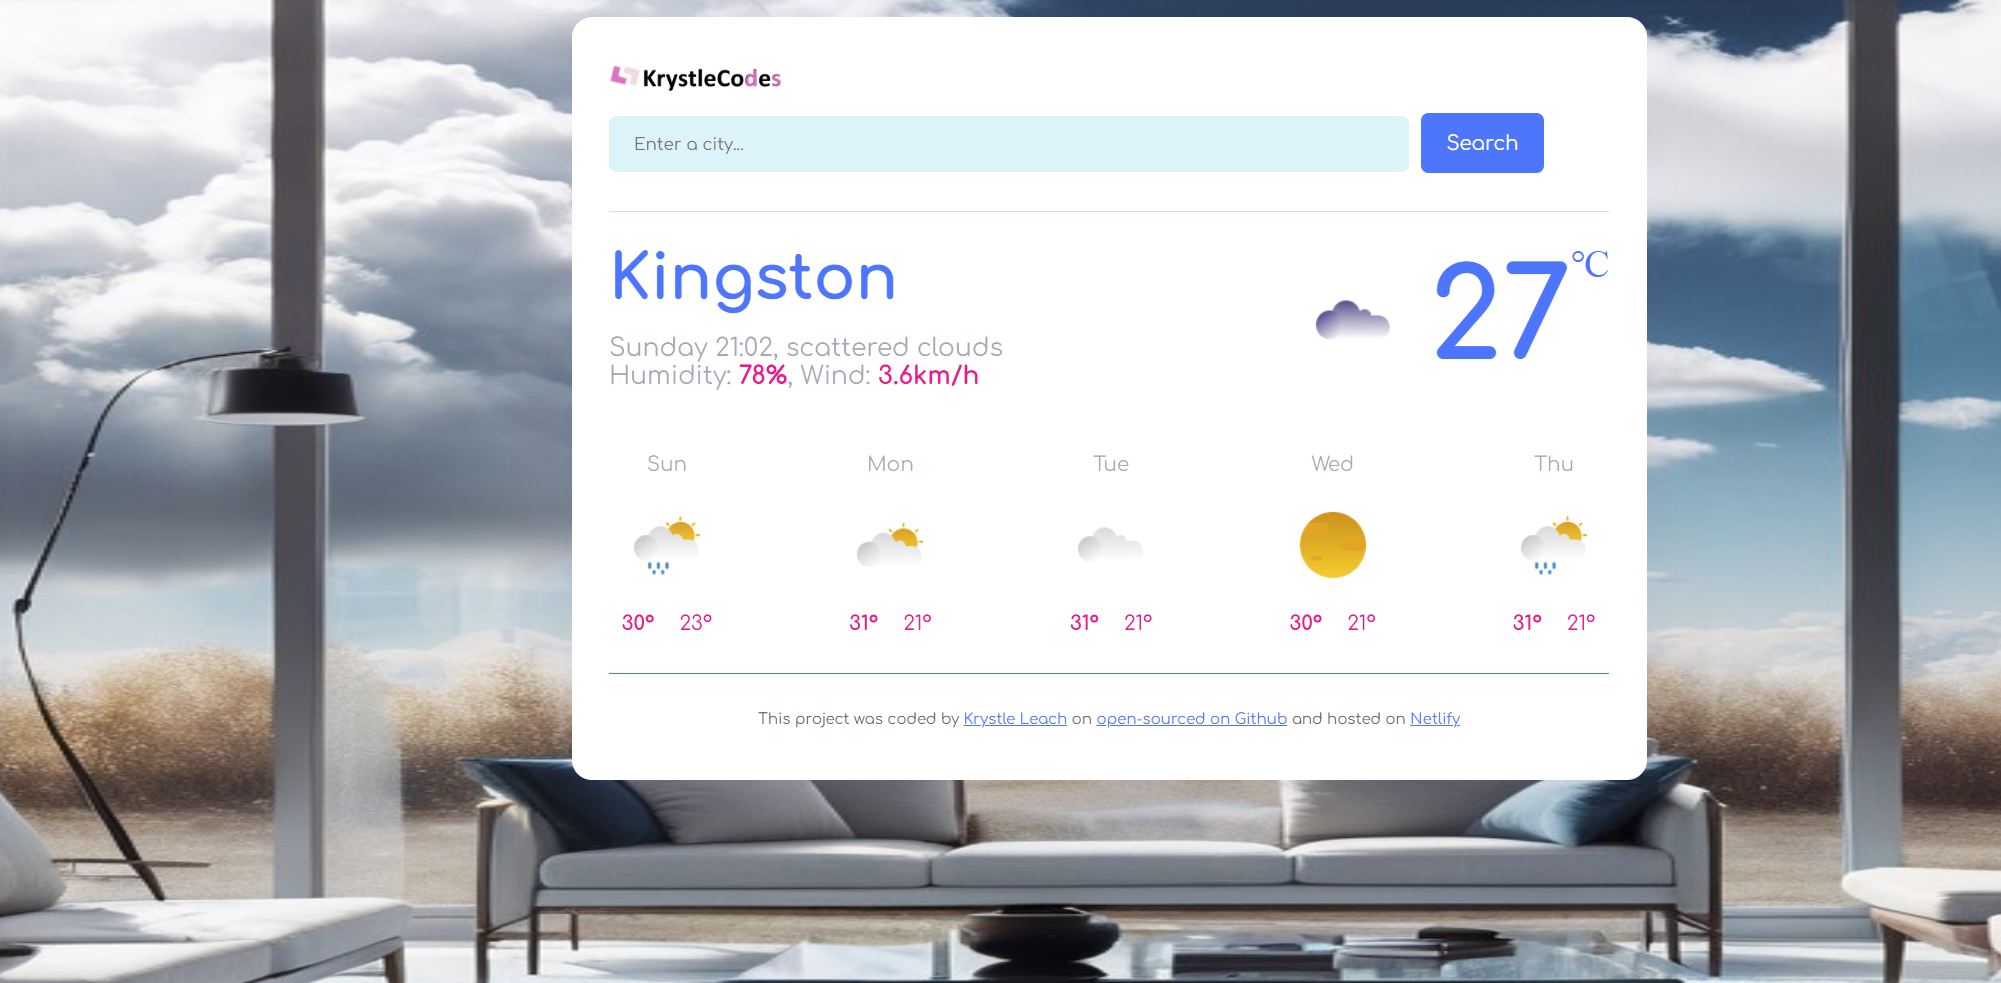 KrystleCodes
Enter a city...
Search
Kingston
27
°C
Sunday 21:02, scattered clouds
Humidity: 78%, Wind: 3.6km/h
Sun
Mon
Tue
Wed
Thu
30° 23°
31° 21°
31° 21°
30° 21°
31° 21°
This project was coded by Krystle Leach on open-sourced on Github and hosted on Netlify